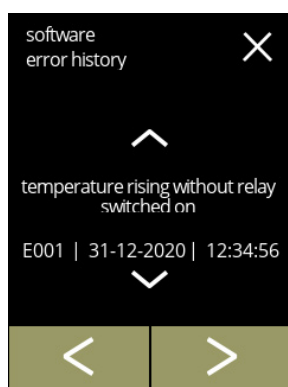 software
error history
temperature rising without relay
switched on
E001 | 31-12-2020 | 12:34:56